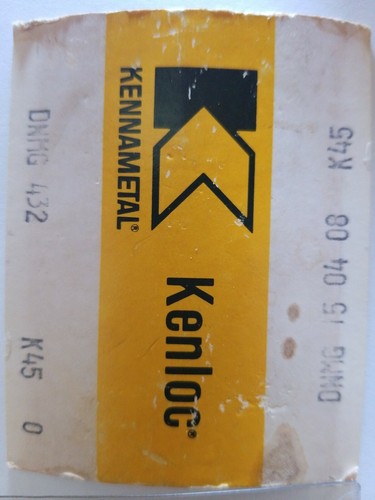 DNMG 15 04 08 K45
KENNAMETAL®
Kenloc®
DNMG 432 K45 0